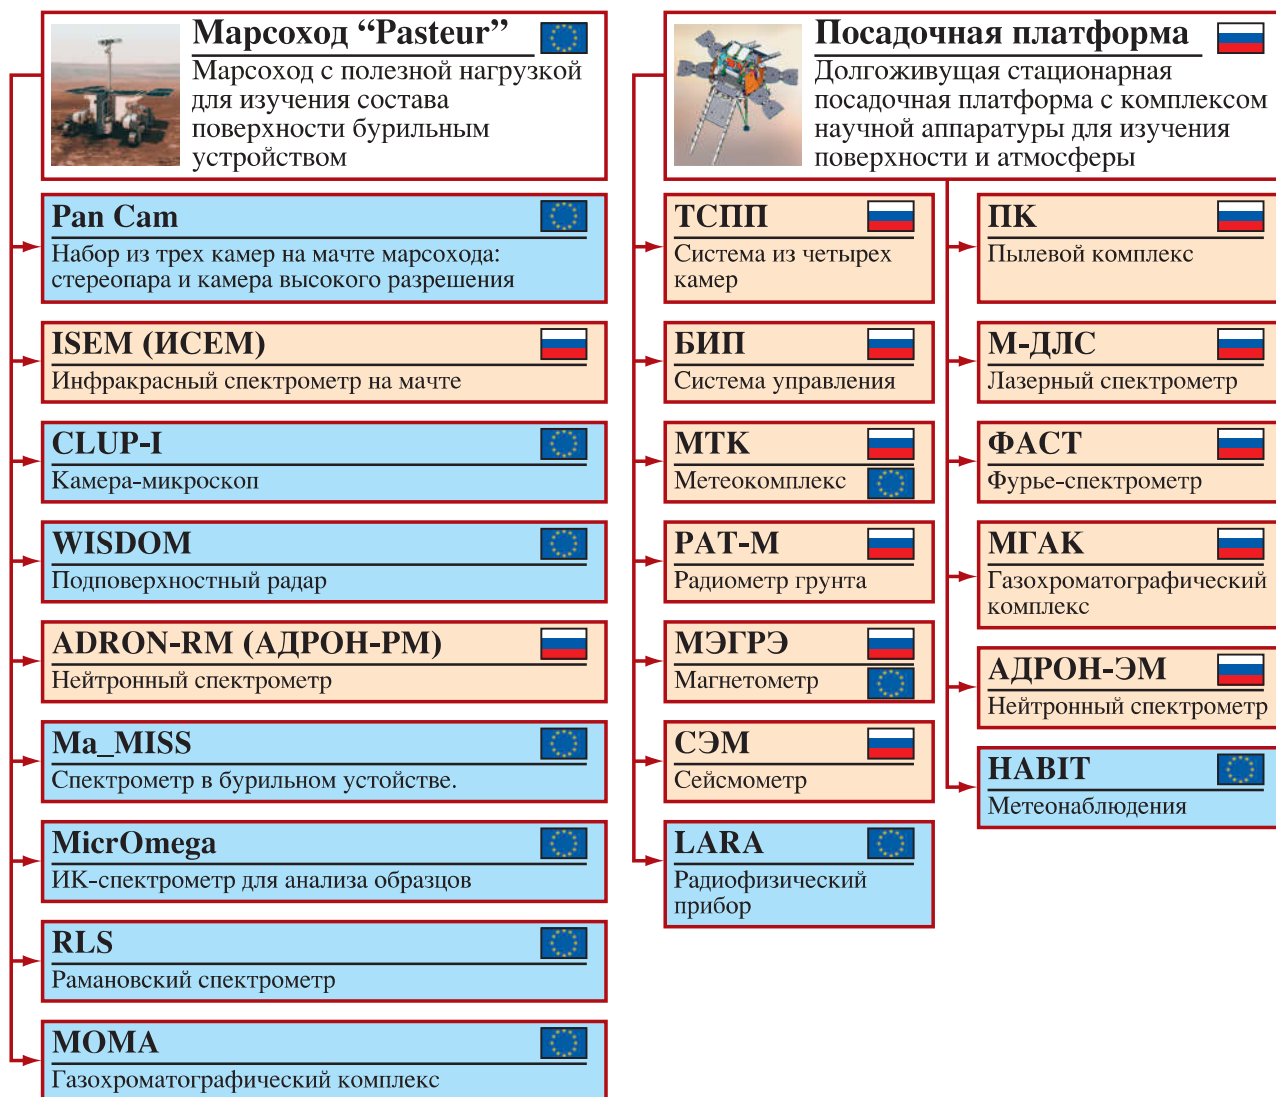 Марсоход “Pasteur”
Марсоход с полезной нагрузкой
для изучения состава
поверхности бурильным
устройством
Pan Cam
Набор из трех камер на мачте марсохода:
стереопара и камера высокого разрешения
ISEM (ИСЕМ)
Инфракрасный спектрометр на мачте
CLUP-I
Камера-микроскоп
WISDOM
Подповерхностный радар
ADRON-RM (АДРОН-РМ)
Нейтронный спектрометр
Ma_MISS
Спектрометр в бурильном устойстве.
MicrOmega
ИК-спектрометр для анализа образцов
RLS
Рамановский спектрометр
MOMA
Газохроматографический комплекс
Посадочная платформа
Долгоживущая стационарная
посадочная платформа с комплексом
научной аппаратуры для изучения
поверхности и атмосферы
ТСПП
Система из четырех
камер
БИП
Система управления
МТК
Метеокомплекс
РАТ-М
Радиометр грунта
МЭГРЭ
Магнетометр
СЭМ
Сейсмометр
LARA
Радиофизический
прибор
ПК
Пылевой комплекс
М-ДЛС
Лазерный спектрометр
ФАСТ
Фурье-спектрометр
МГАК
Газохроматографический
комплекс
АДРОН-ЭМ
Нейтронный спектрометр
HABIT
Метеонаблюдения